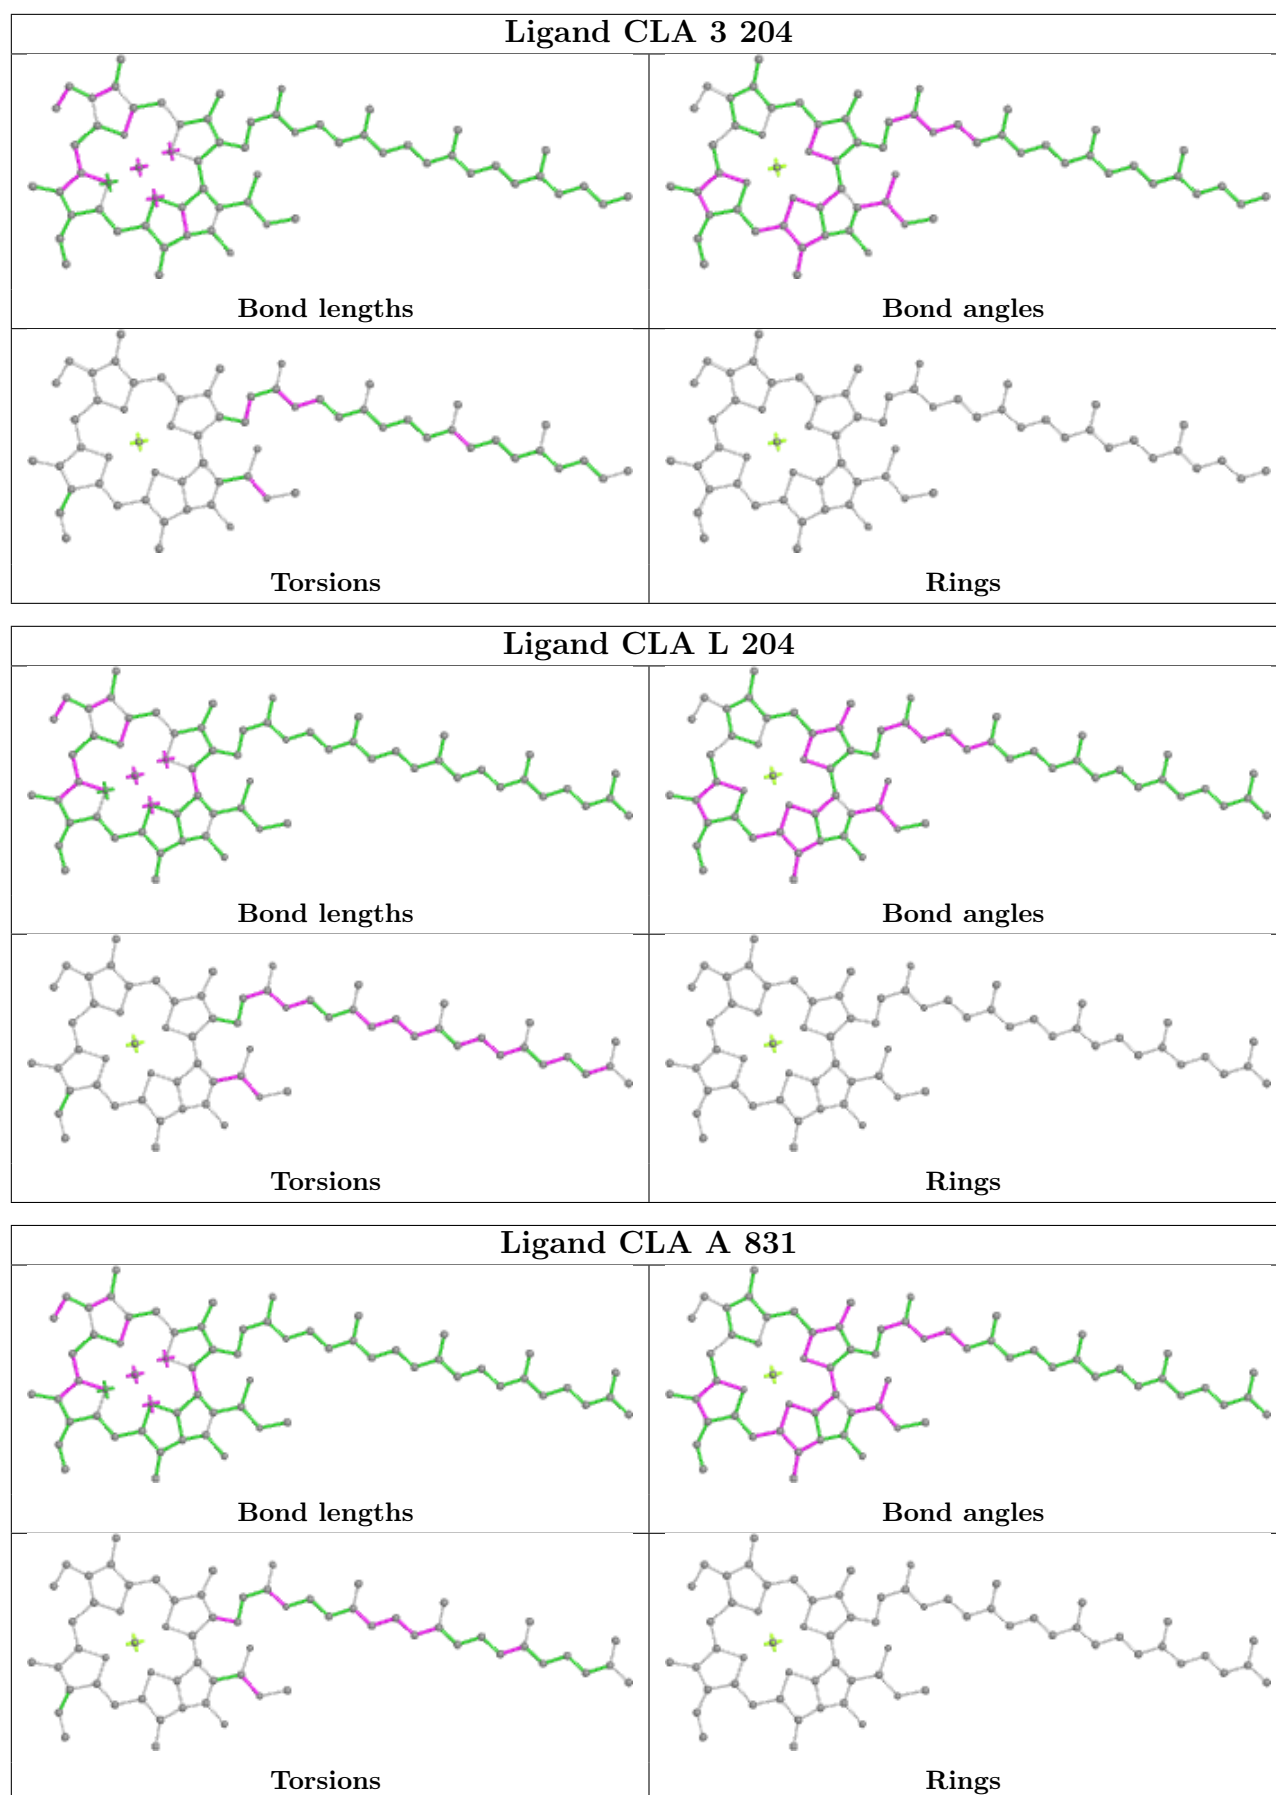 Ligand CLA 3 204
Bond lengths
Bond angles
Torsions
Rings
Ligand CLA L 204
Bond lengths
Bond angles
Torsions
Rings
Ligand CLA A 831
Bond lengths
Bond angles
Torsions
Rings